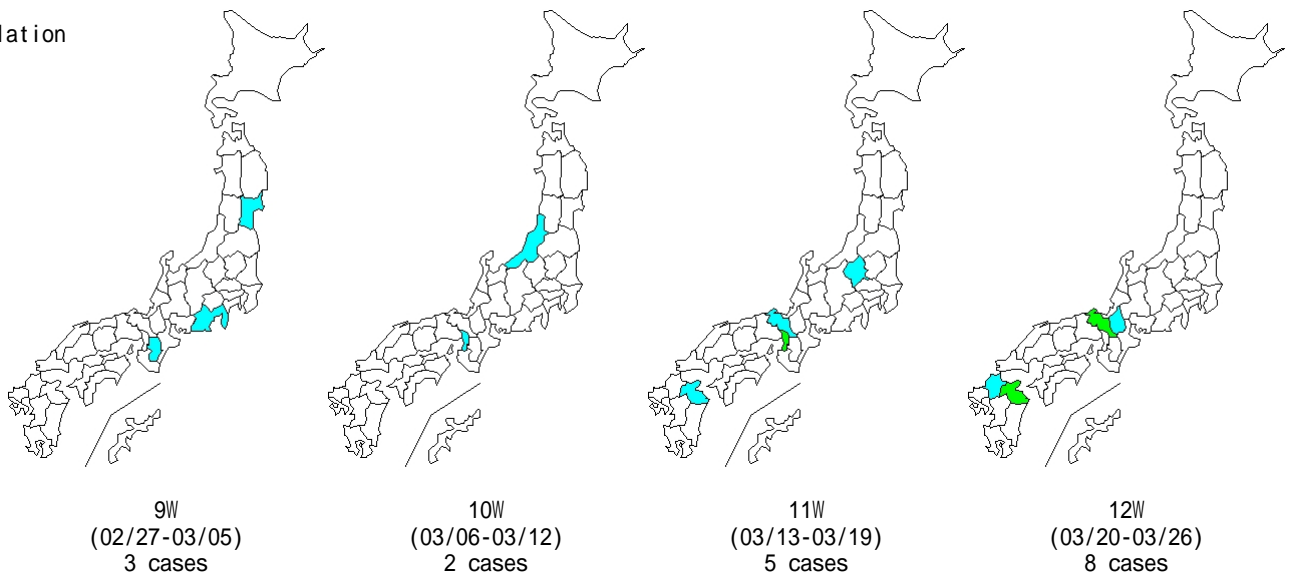 9W
(02/27-03/05)
3 cases
10W
(03/06-03/12)
2 cases
11W
(03/13-03/19)
5 cases
12W
(03/20-03/26)
8 cases